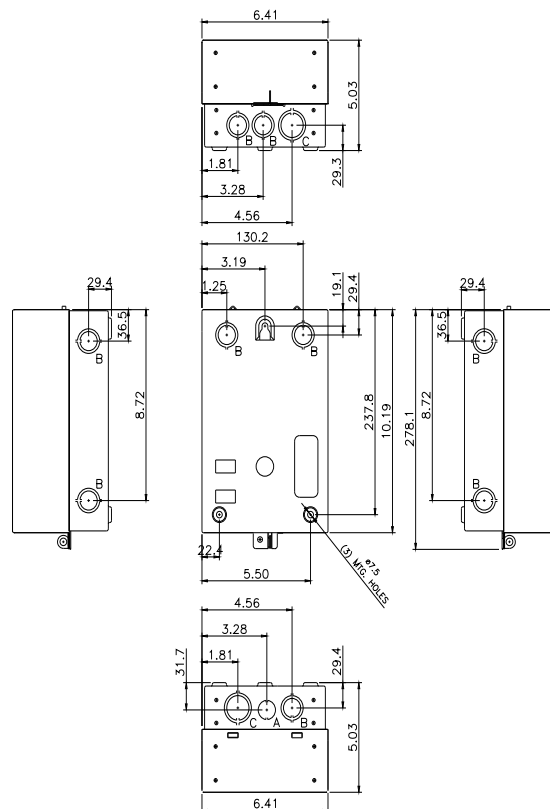 6.41
5.03
B
B
C
1.81
29.3
3.28
4.56
130.2
3.19
1.25
19.1
29.4
29.4
36.5
B
B
B
8.72
B
237.8
10.19
278.1
29.4
36.5
B
8.72
B
22.4
5.50
ø7.5
(3) MTG. HOLES
4.56
3.28
1.81
31.7
29.4
C
A
B
5.03
6.41